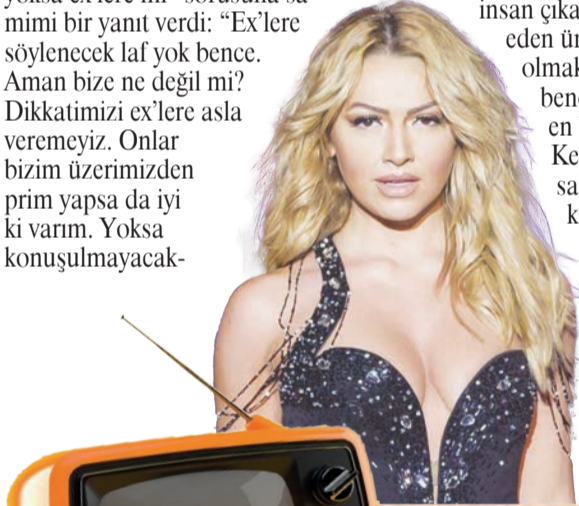 mimi bir yanıt verdi: “Ex’lere
söylenecek laf yok bence.
Aman bize ne değil mi?
Dikkatimizi ex’lere asla
veremeyiz. Onlar
bizim üzerimizden
prim yapsa da iyi
ki varım. Yoksa
konuşulmayacak-
insan çıka
eden ür
olmak
ben
en
Ke
sa
k